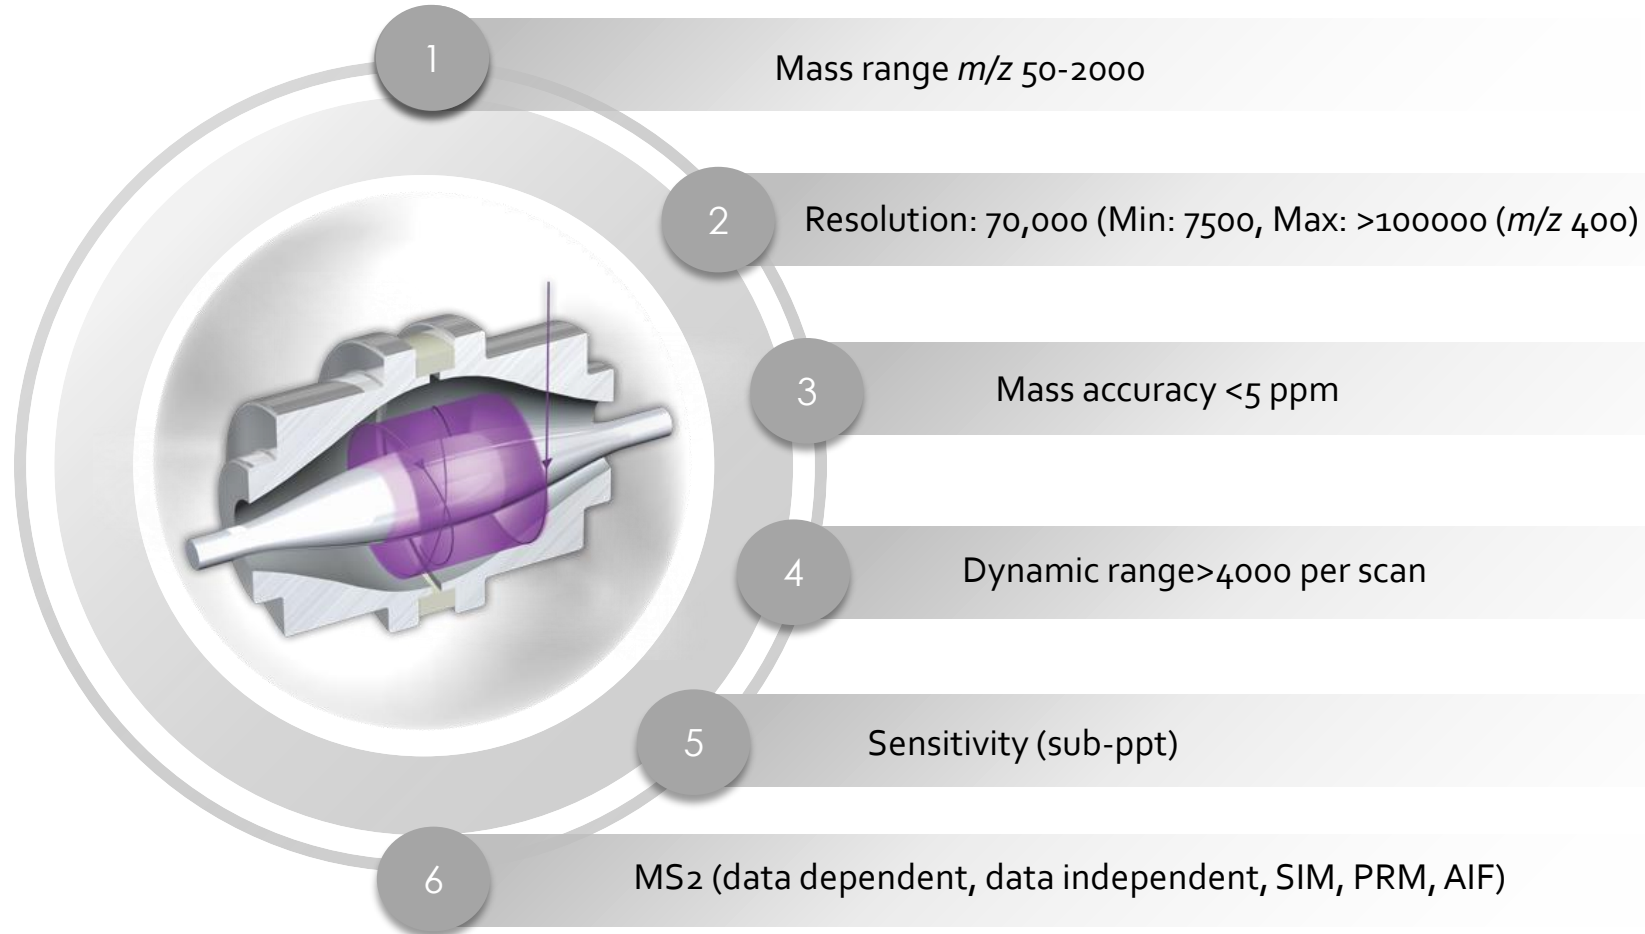 1
Mass range m/z 50-2000
2
Resolution: 70,000 (Min: 7500, Max: >100000 (m/z 400)
3
Mass accuracy <5 ppm
4
Dynamic range>4000 per scan
5
Sensitivity (sub-ppt)
6
MS2 (data dependent, data independent, SIM, PRM, AIF)